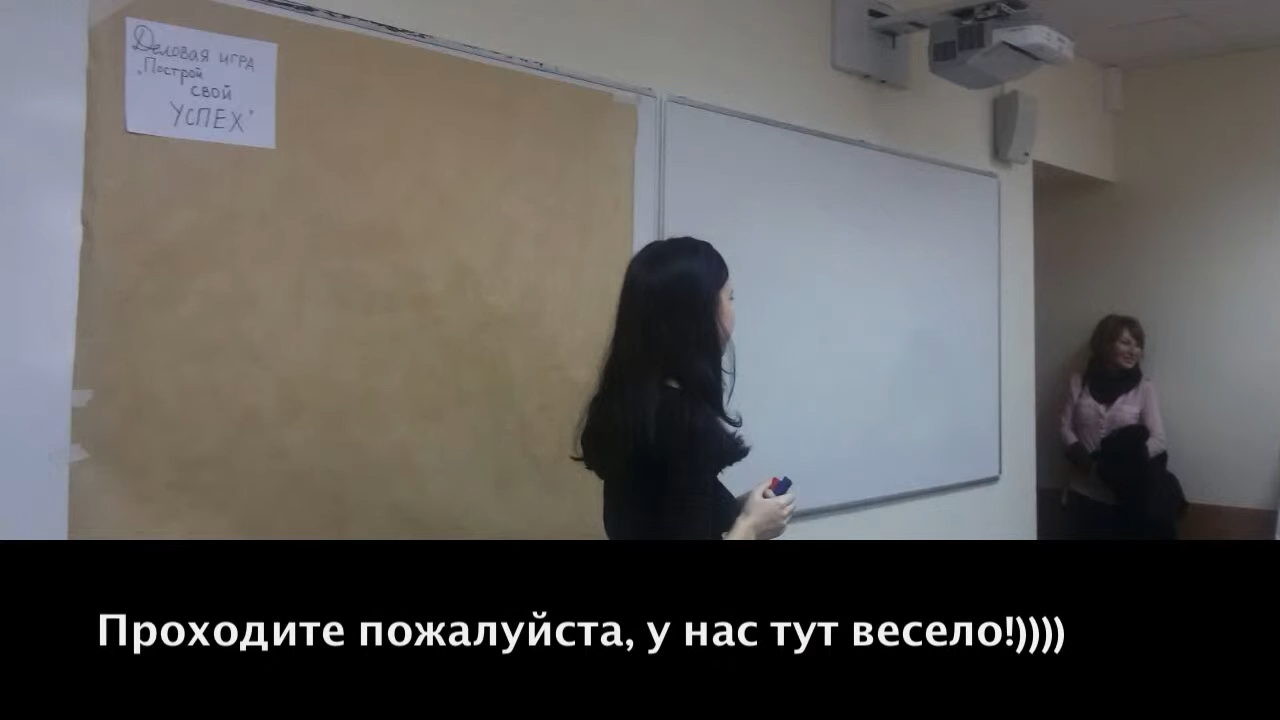 Деловая игра
"Построй
свой
УСПЕХ"
Проходите пожалуйста, у нас тут весело!))))